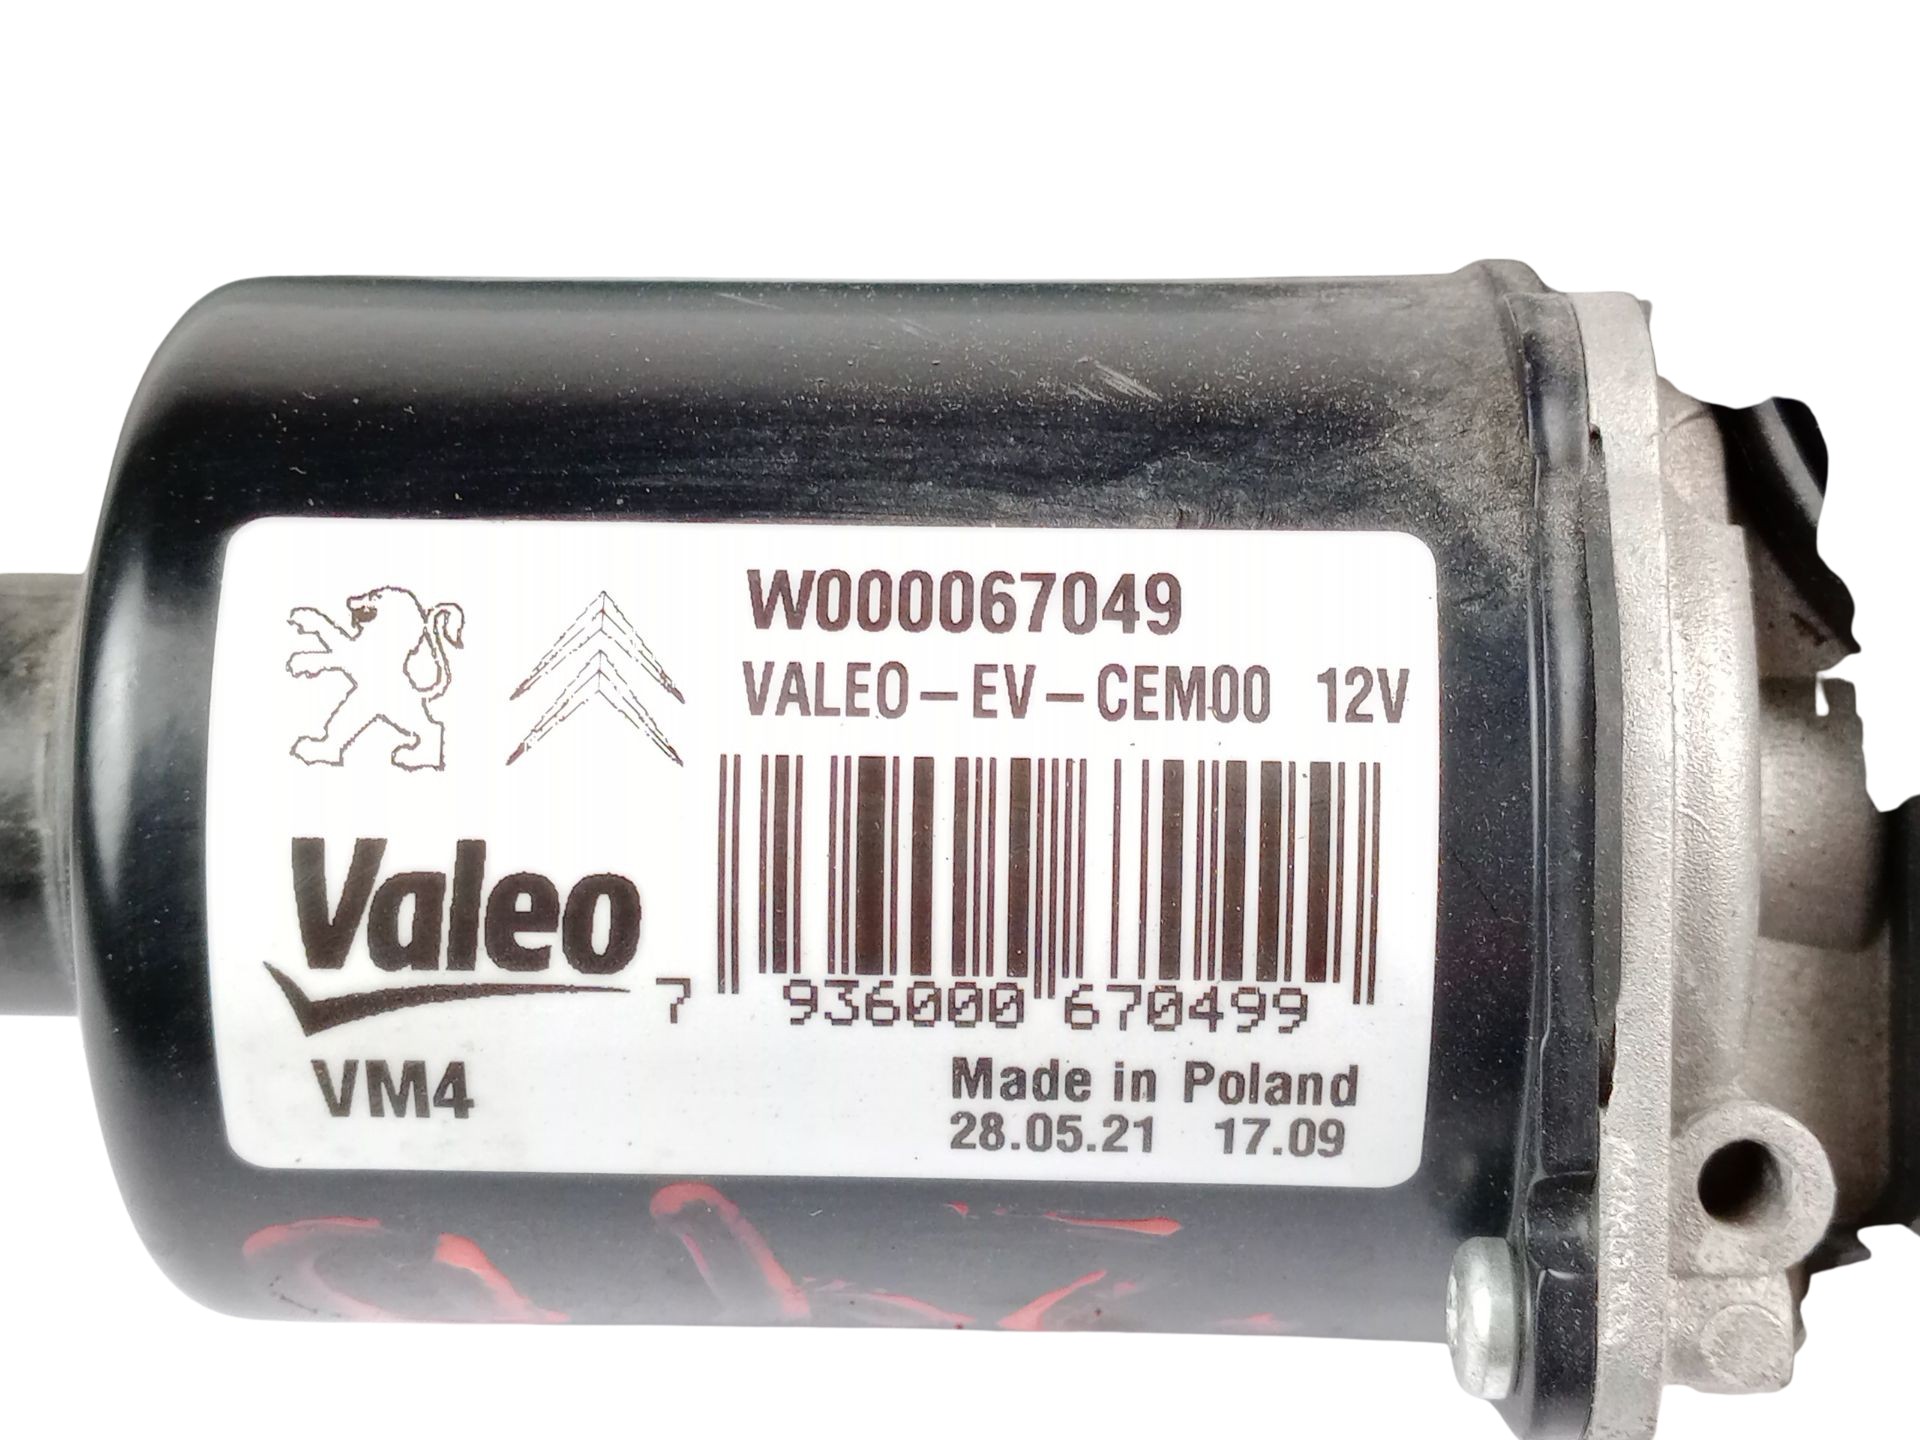 W000067049
VALEO-EV-CEM00 12V
Valeo
7 936000 670499
VM4
Made in Poland
28.05.21 17.09